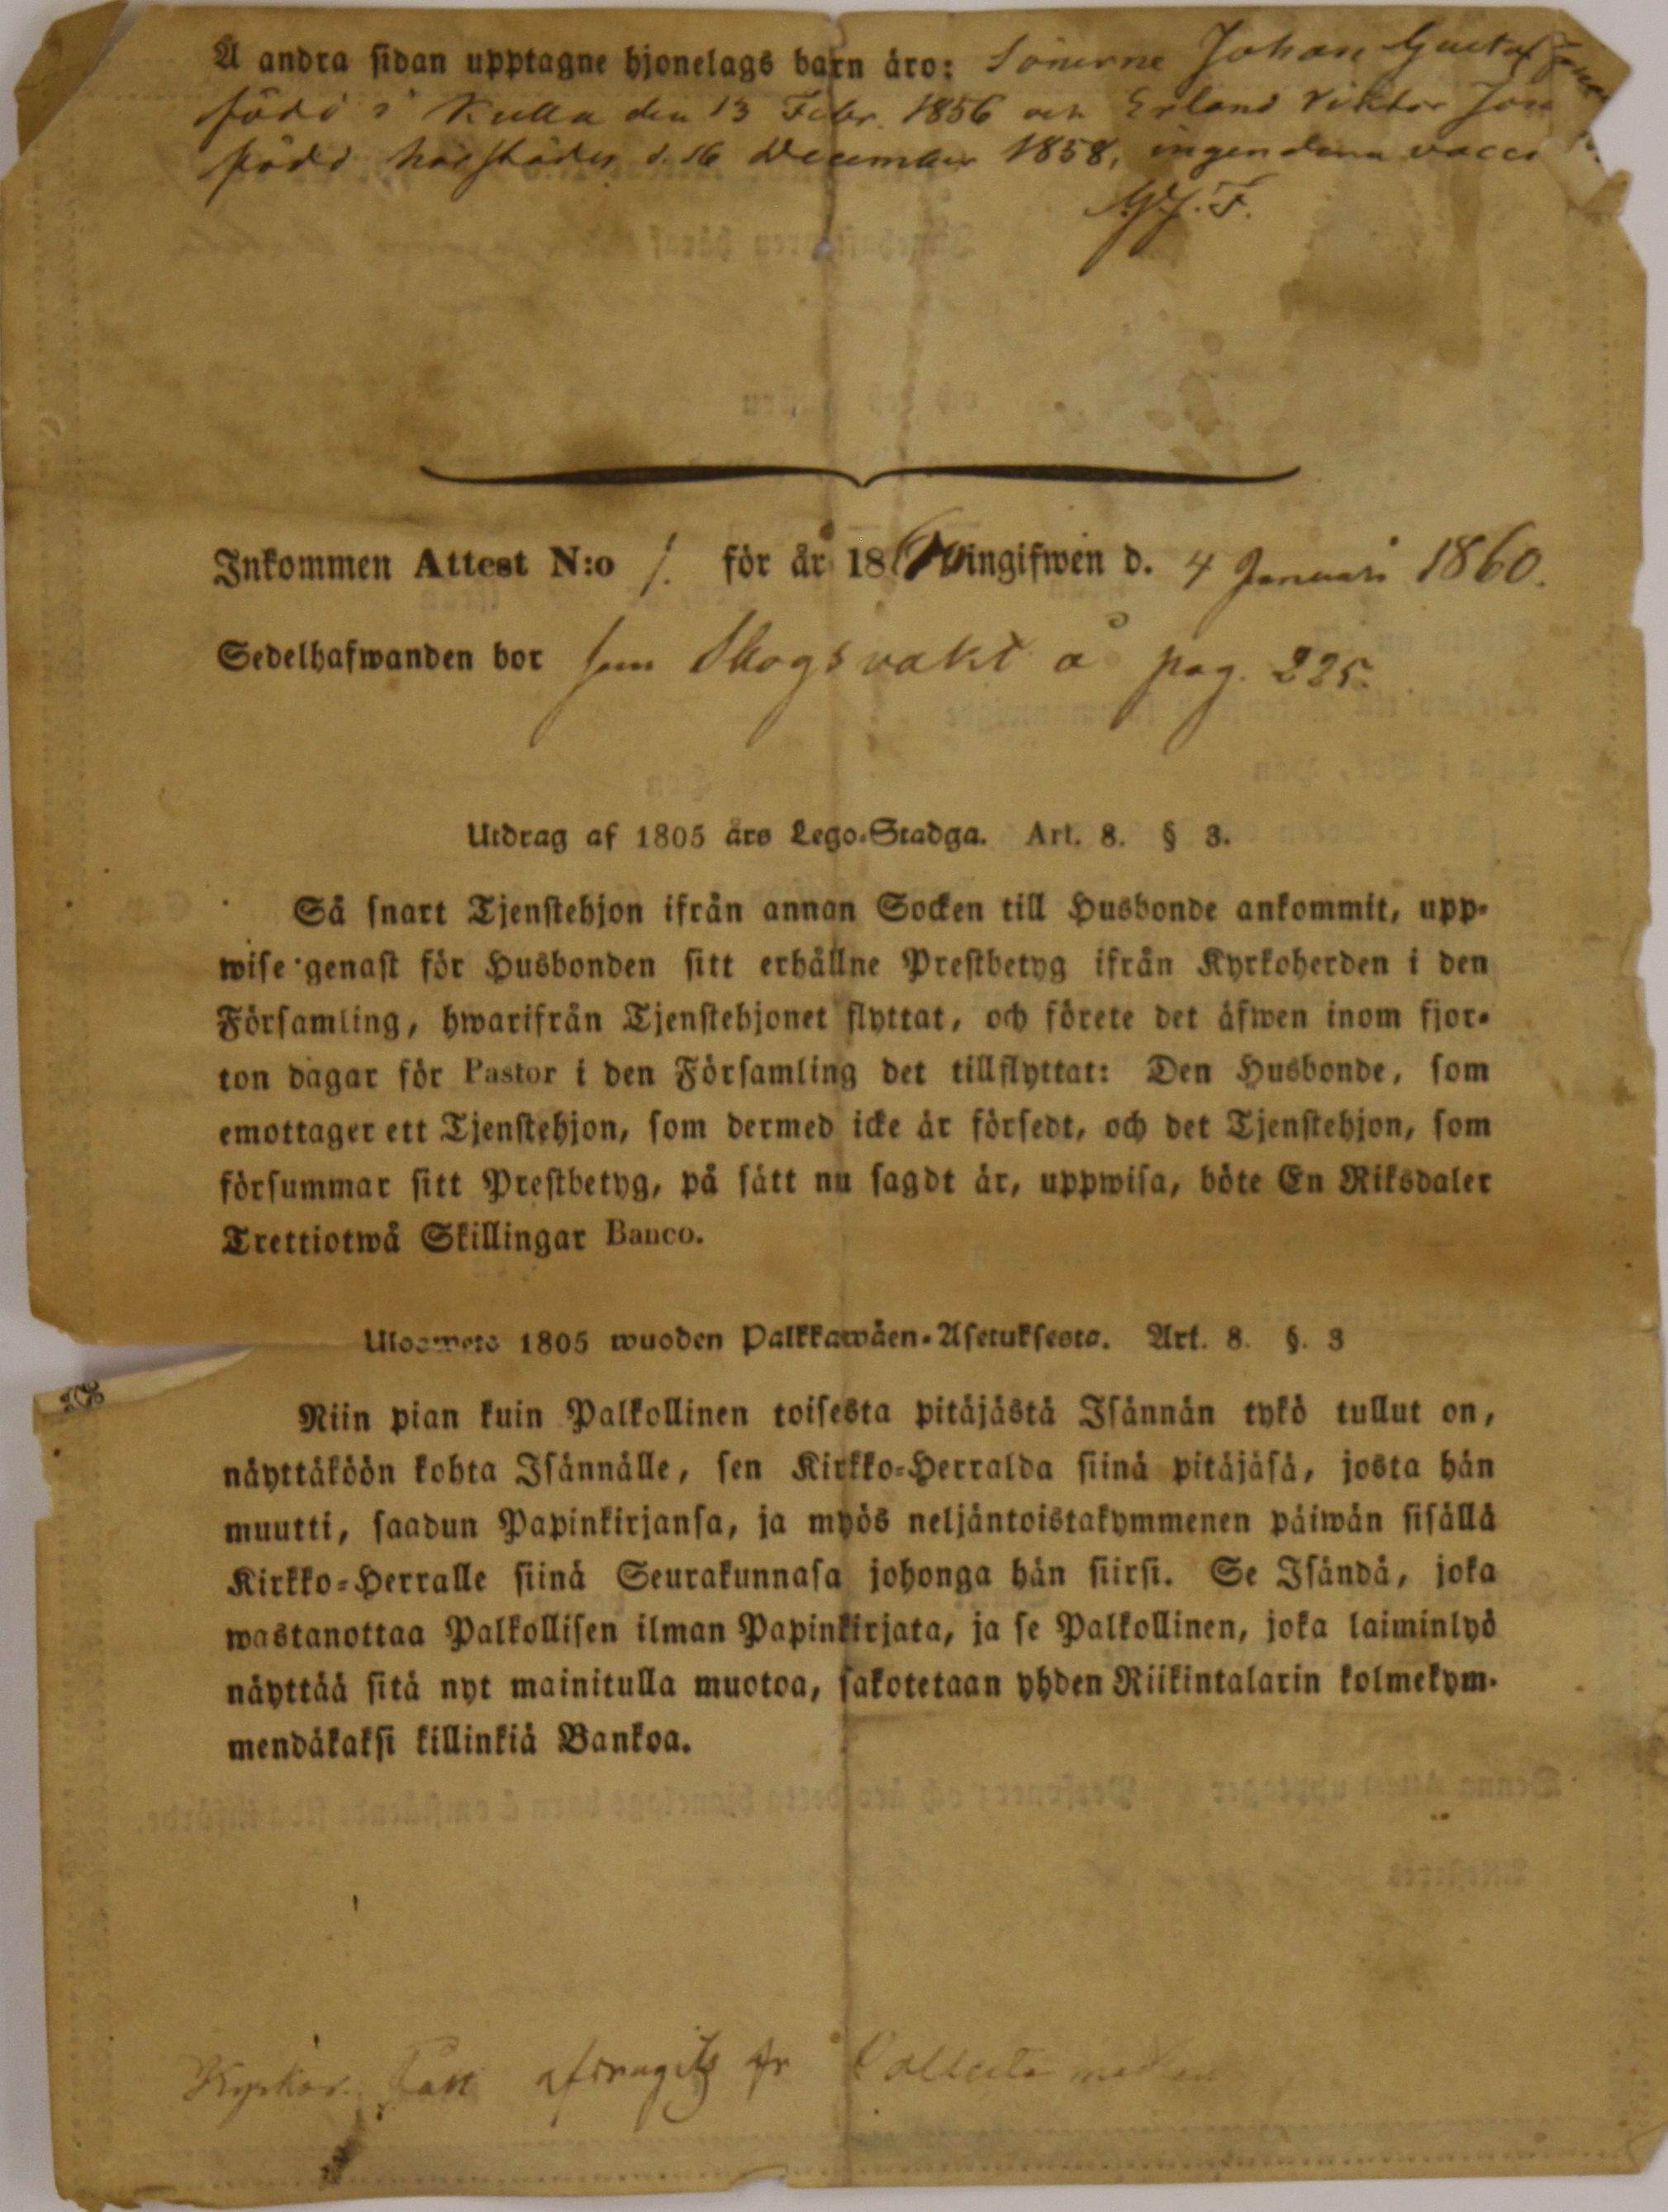 Å andra sidan upptagne hjonelags barn äro: Sönerne Johan Gustaf
född i Kulla den 13 Febr. 1856 och Erland Viktor
född härstädes d. 16 December 1858, ingendera
Inkommen Attest N:o 1. för år 1860 ingifwen d. 4 Januari 1860.
Sedelhafwanden bor som Skogsvakt å pag. 225.
Utdrag af 1805 års Lego-Stadga. Art. 8. § 3.
Så snart Tjenstehjon ifrån annan Socken till Husbonde ankommit, upp-
wise genast för Husbonden sitt erhållne Prestbetyg ifrån Kyrkoherden i den
Församling, hwarifrån Tjenstehjonet flyttat, och förete det äfwen inom fjor-
ton dagar för Pastor i den Församling det tillflyttat: Den Husbonde, som
emottager ett Tjenstehjon, som dermed icke är försedt, och det Tjenstehjon, som
försummar sitt Prestbetyg, på sätt nu sagdt är, uppwisa, böte En Riksdaler
Trettiotwå Skillingar Banco.
1805 wuoden Palkkawäen-Asetuksesta. Art. 8. §. 3
Niin pian kuin Palkollinen toisesta pitäjästä Isännän tykö tullut on,
näyttäköön kohta Isännälle, sen Kirkko-Herralda siinä pitäjäsä, josta hän
muutti, saadun Papinkirjansa, ja myös neljäntoistakymmenen päiwän sisällä
Kirkko-Herralle siinä Seurakunnasa johonga hän siirsi. Se Isändä, joka
wastanottaa Palkollisen ilman Papinkirjata, ja se Palkollinen, joka laiminlyö
näyttää sitä nyt mainitulla muotoa, sakotetaan yhden Riikintalarin kolmekym-
mendäkaksi killinkiä Bankoa.